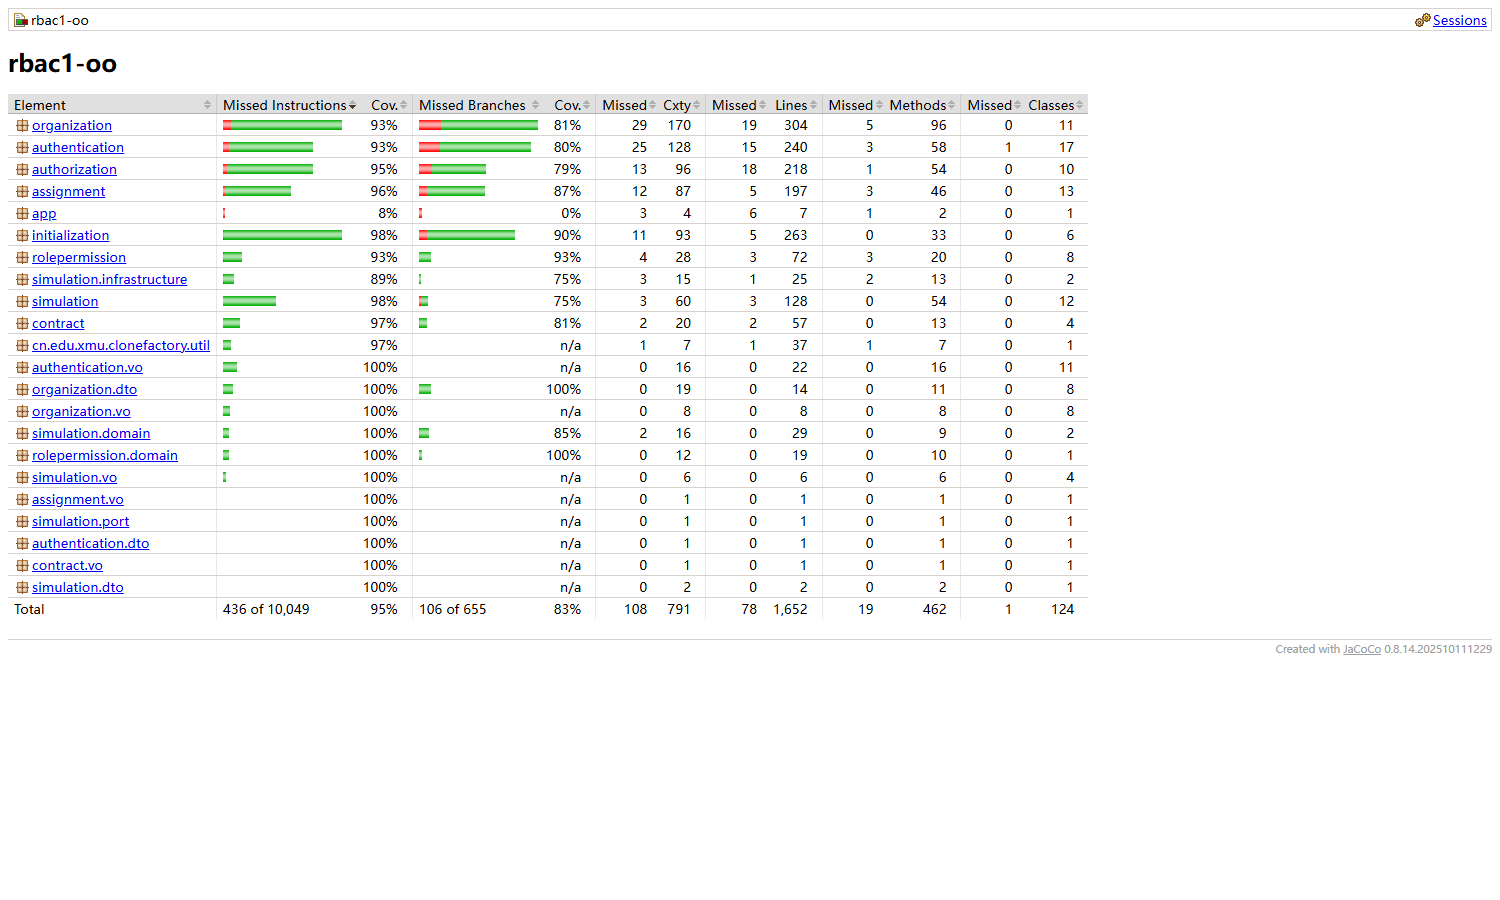 rbac1-oo Sessions
rbac1-oo
Element Missed Instructions Cov. Missed Branches Cov. Missed Cxty Missed Lines Missed Methods Missed Classes
organization 93% 81% 29 170 19 304 5 96 0 11
authentication 93% 80% 25 128 15 240 3 58 1 17
authorization 95% 79% 13 96 18 218 1 54 0 10
assignment 96% 87% 12 87 5 197 3 46 0 13
app 8% 0% 3 4 6 7 1 2 0 1
initialization 98% 90% 11 93 5 263 0 33 0 6
rolepermission 93% 93% 4 28 3 72 3 20 0 8
simulation.infrastructure 89% 75% 3 15 1 25 2 13 0 2
simulation 98% 75% 3 60 3 128 0 54 0 12
contract 97% 81% 2 20 2 57 0 13 0 4
cn.edu.xmu.clonefactory.util 97% n/a 1 7 1 37 1 7 0 1
authentication.vo 100% n/a 0 16 0 22 0 16 0 11
organization.dto 100% 100% 0 19 0 14 0 11 0 8
organization.vo 100% n/a 0 8 0 8 0 8 0 8
simulation.domain 100% 85% 2 16 0 29 0 9 0 2
rolepermission.domain 100% 100% 0 12 0 19 0 10 0 1
simulation.vo 100% n/a 0 6 0 6 0 6 0 4
assignment.vo 100% n/a 0 1 0 1 0 1 0 1
simulation.port 100% n/a 0 1 0 1 0 1 0 1
authentication.dto 100% n/a 0 1 0 1 0 1 0 1
contract.vo 100% n/a 0 1 0 1 0 1 0 1
simulation.dto 100% n/a 0 2 0 2 0 2 0 1
Total 436 of 10,049 95% 106 of 655 83% 108 791 78 1,652 19 462 1 124
Created with JaCoCo 0.8.14.202510111229